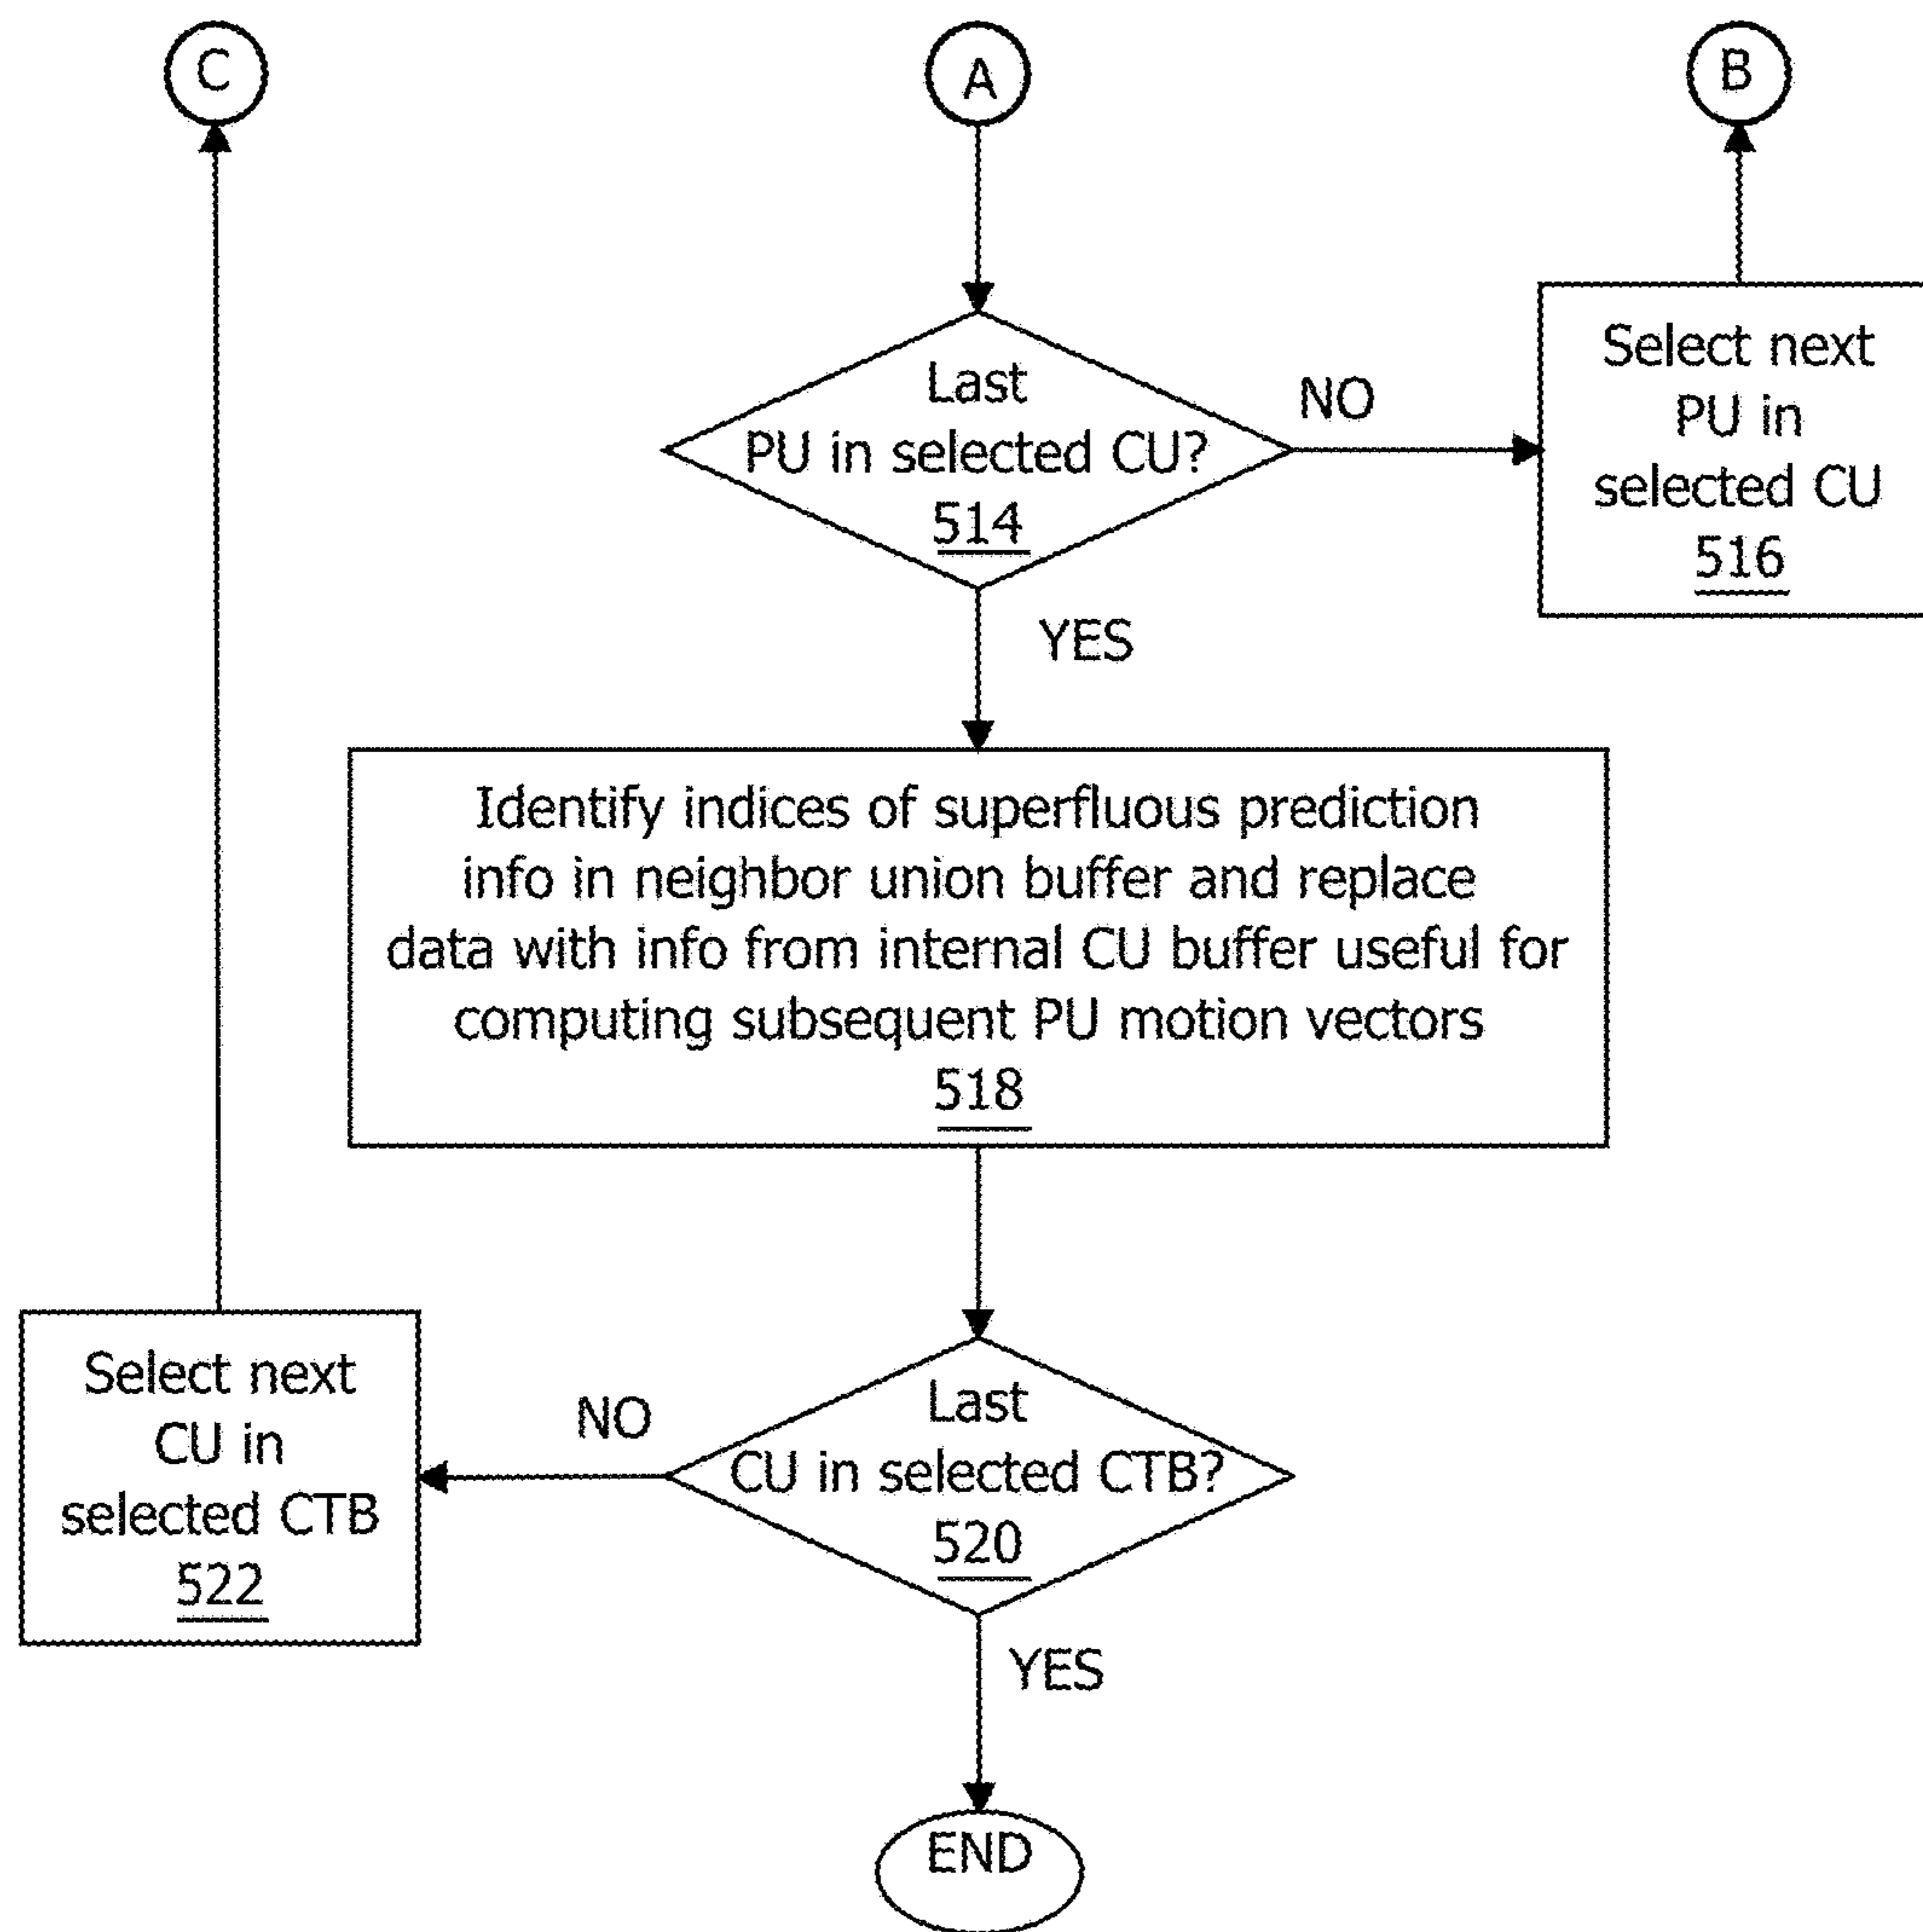 C
A
B
Last
PU in selected CU?
514
NO
Select next
PU in
selected CU
516
YES
Identify indices of superfluous prediction
info in neighbor union buffer and replace
data with info from internal CU buffer useful for
computing subsequent PU motion vectors
518
Last
CU in selected CTB?
520
NO
Select next
CU in
selected CTB
522
YES
END